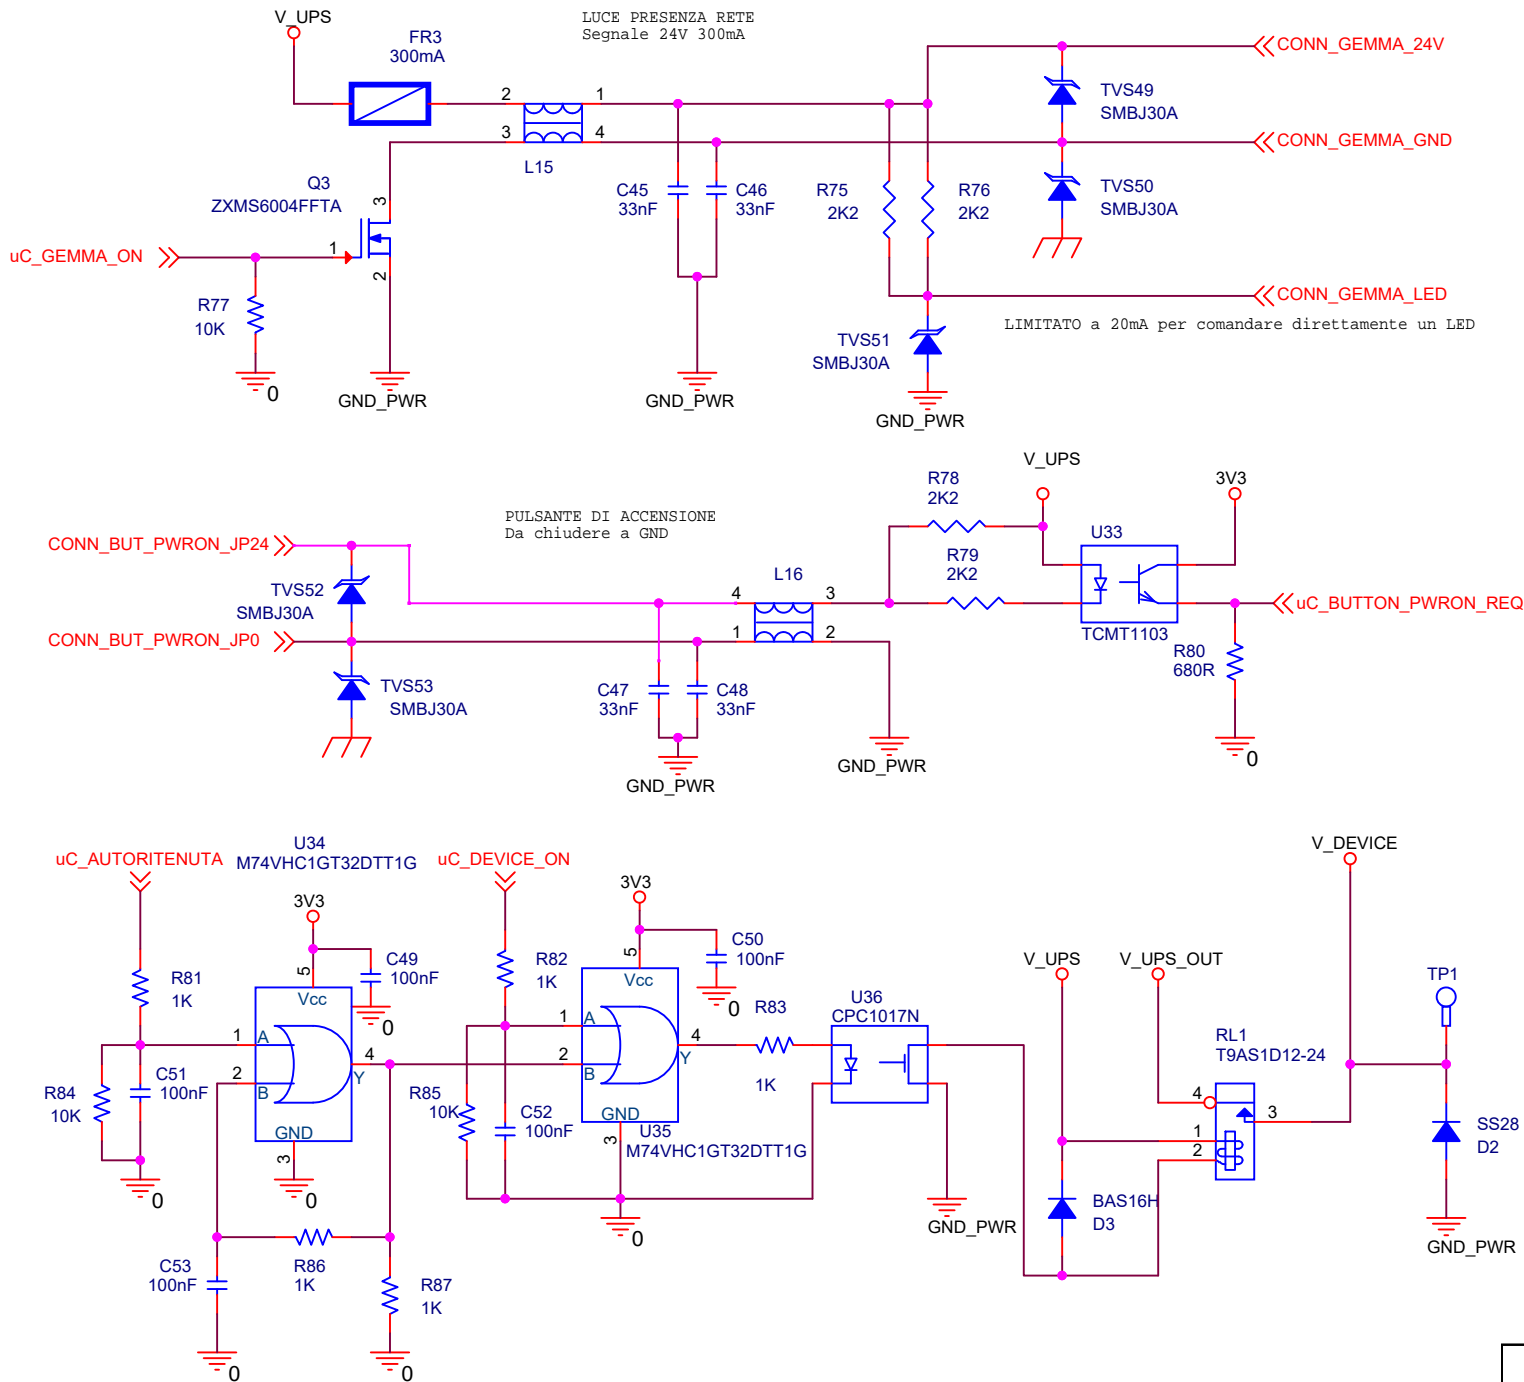 V_UPS
LUCE PRESENZA RETE
Segnale 24V 300mA
FR3
300mA
CONN_GEMMA_24V
2
1
TVS49
SMBJ30A
3
4
CONN_GEMMA_GND
L15
Q3
ZXMS6004FFTA
C45
33nF
C46
33nF
R75
2K2
R76
2K2
TVS50
SMBJ30A
3
uC_GEMMA_ON
1
2
R77
10K
CONN_GEMMA_LED
LIMITATO a 20mA per comandare direttamente un LED
TVS51
SMBJ30A
0
GND_PWR
GND_PWR
GND_PWR
V_UPS
R78
2K2
3V3
PULSANTE DI ACCENSIONE
Da chiudere a GND
CONN_BUT_PWRON_JP24
U33
R79
2K2
L16
TVS52
SMBJ30A
4
3
uC_BUTTON_PWRON_REQ
CONN_BUT_PWRON_JP0
1
2
TCMT1103
R80
680R
TVS53
SMBJ30A
C47
33nF
C48
33nF
0
GND_PWR
GND_PWR
U34
M74VHC1GT32DTT1G
uC_AUTORITENUTA
uC_DEVICE_ON
V_DEVICE
3V3
3V3
C49
100nF
C50
100nF
R81
1K
R82
1K
V_UPS
V_UPS_OUT
TP1
5
Vcc
5
Vcc
0
0
R83
1K
U36
CPC1017N
RL1
T9AS1D12-24
1
A
2
B
4
Y
GND
3
1
A
2
B
4
Y
GND
3
R84
10K
C51
100nF
R85
10K
C52
100nF
U35
M74VHC1GT32DTT1G
4
3
1
2
SS28
D2
0
0
0
BAS16H
D3
GND_PWR
GND_PWR
C53
100nF
R86
1K
R87
1K
0
0